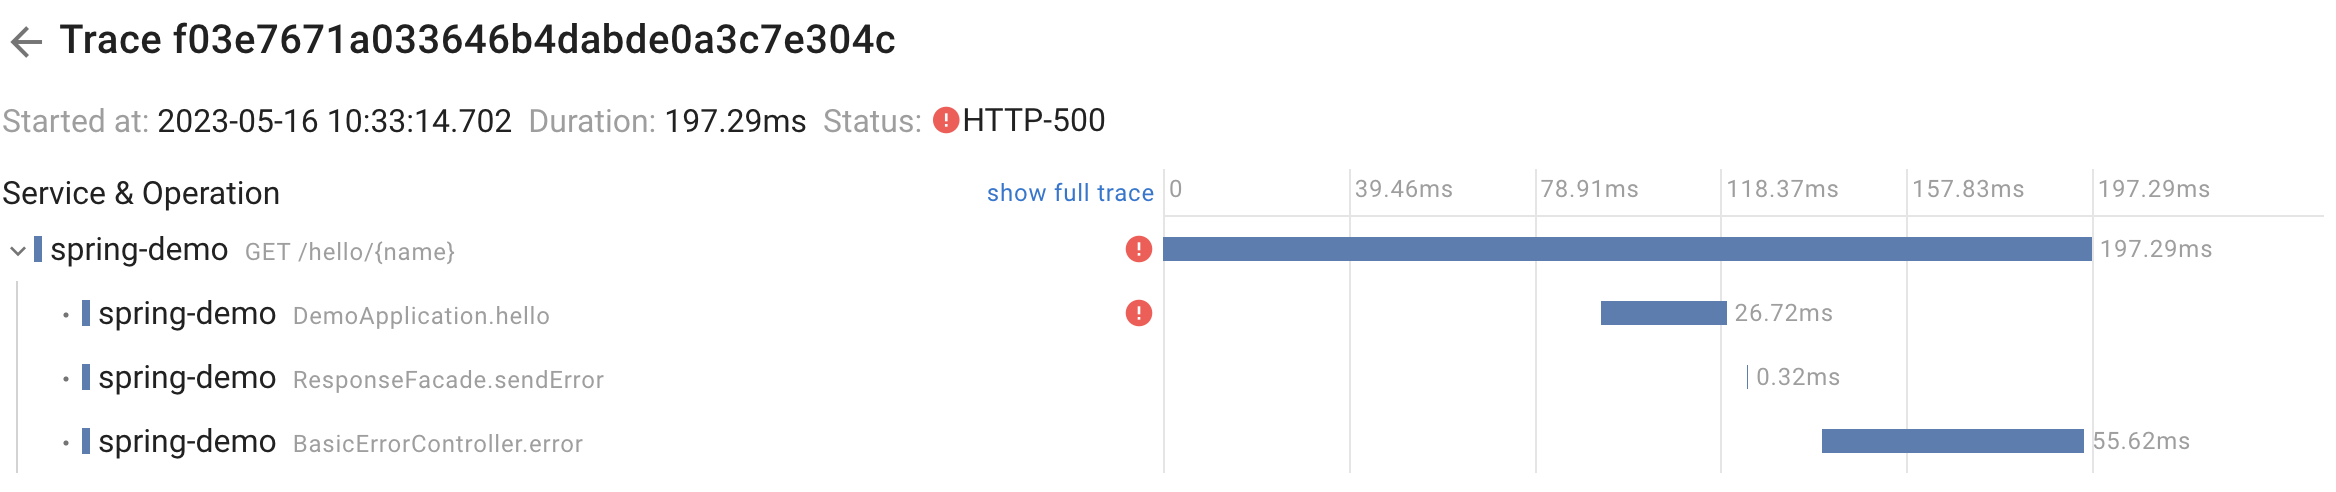 Trace f03e7671a033646b4dabde0a3c7e304c
Started at: 2023-05-16 10:33:14.702 Duration: 197.29ms Status: HTTP-500
Service & Operation show full trace 0 39.46ms 78.91ms 118.37ms 157.83ms 197.29ms
spring-demo GET /hello/{name} 197.29ms
spring-demo DemoApplication.hello 26.72ms
spring-demo ResponseFacade.sendError 0.32ms
spring-demo BasicErrorController.error 55.62ms